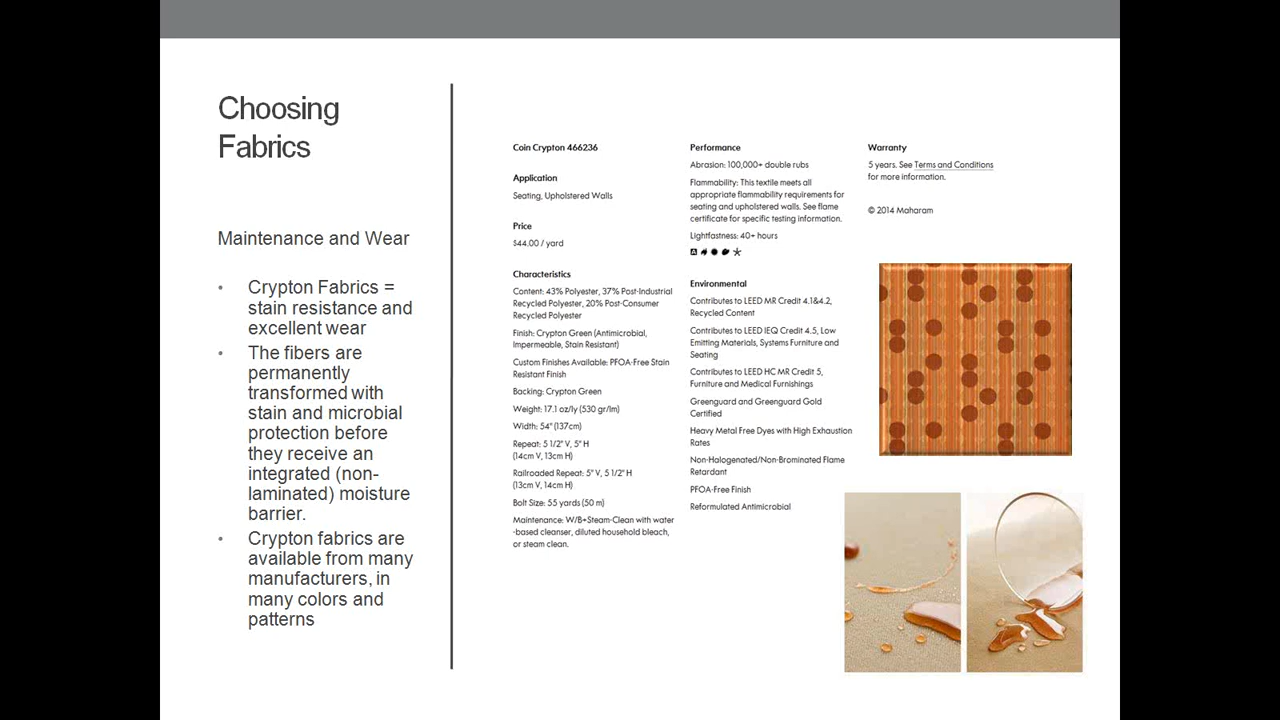 Choosing
Fabrics
Maintenance and Wear
• Crypton Fabrics =
stain resistance and
excellent wear
• The fibers are
permanently
transformed with
stain and microbial
protection before
they receive an
integrated (non-
laminated) moisture
barrier.
• Crypton fabrics are
available from many
manufacturers, in
many colors and
patterns
Coin Crypton 466236
Application
Seating, Upholstered Walls
Price
$44.00 / yard
Characteristics
Content: 43% Polyester, 37% Post-Industrial
Recycled Polyester, 20% Post-Consumer
Recycled Polyester
Finish: Crypton Green (Antimicrobial,
Impermeable, Stain Resistant)
Custom Finishes Available: PFOA-Free Stain
Resistant Finish
Backing: Crypton Green
Weight: 17.1 oz/ly (530 gr/lm)
Width: 54" (137cm)
Repeat: 5 1/2" V, 5" H
(14cm V, 13cm H)
Railroaded Repeat: 5" V, 5 1/2" H
(13cm V, 14cm H)
Bolt Size: 55 yards (50 m)
Maintenance: W/B+Steam-Clean with water
-based cleanser, diluted household bleach,
or steam clean.
Performance
Abrasion: 100,000+ double rubs
Flammability: This textile meets all
appropriate flammability requirements for
seating and upholstered walls. See flame
certificate for specific testing information.
Lightfastness: 40+ hours
Environmental
Contributes to LEED MR Credit 4.1&4.2,
Recycled Content
Contributes to LEED IEQ Credit 4.5, Low
Emitting Materials, Systems Furniture and
Seating
Contributes to LEED HC MR Credit 5,
Furniture and Medical Furnishings
Greenguard and Greenguard Gold
Certified
Heavy Metal Free Dyes with High Exhaustion
Rates
Non-Halogenated/Non-Brominated Flame
Retardant
PFOA-Free Finish
Reformulated Antimicrobial
Warranty
5 years. See Terms and Conditions
for more information.
© 2014 Maharam